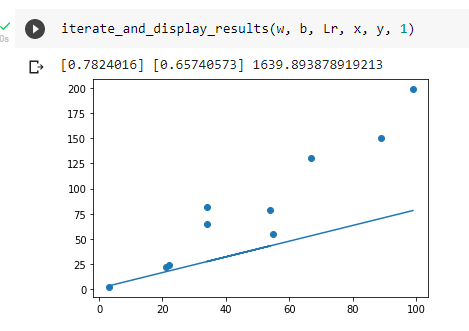 iterate_and_display_results(w, b, Lr, x, y, 1)
0s
[0.7824016] [0.65740573] 1639.893878919213
200
175
150
125
100
75
50
25
0
0 20 40 60 80 100